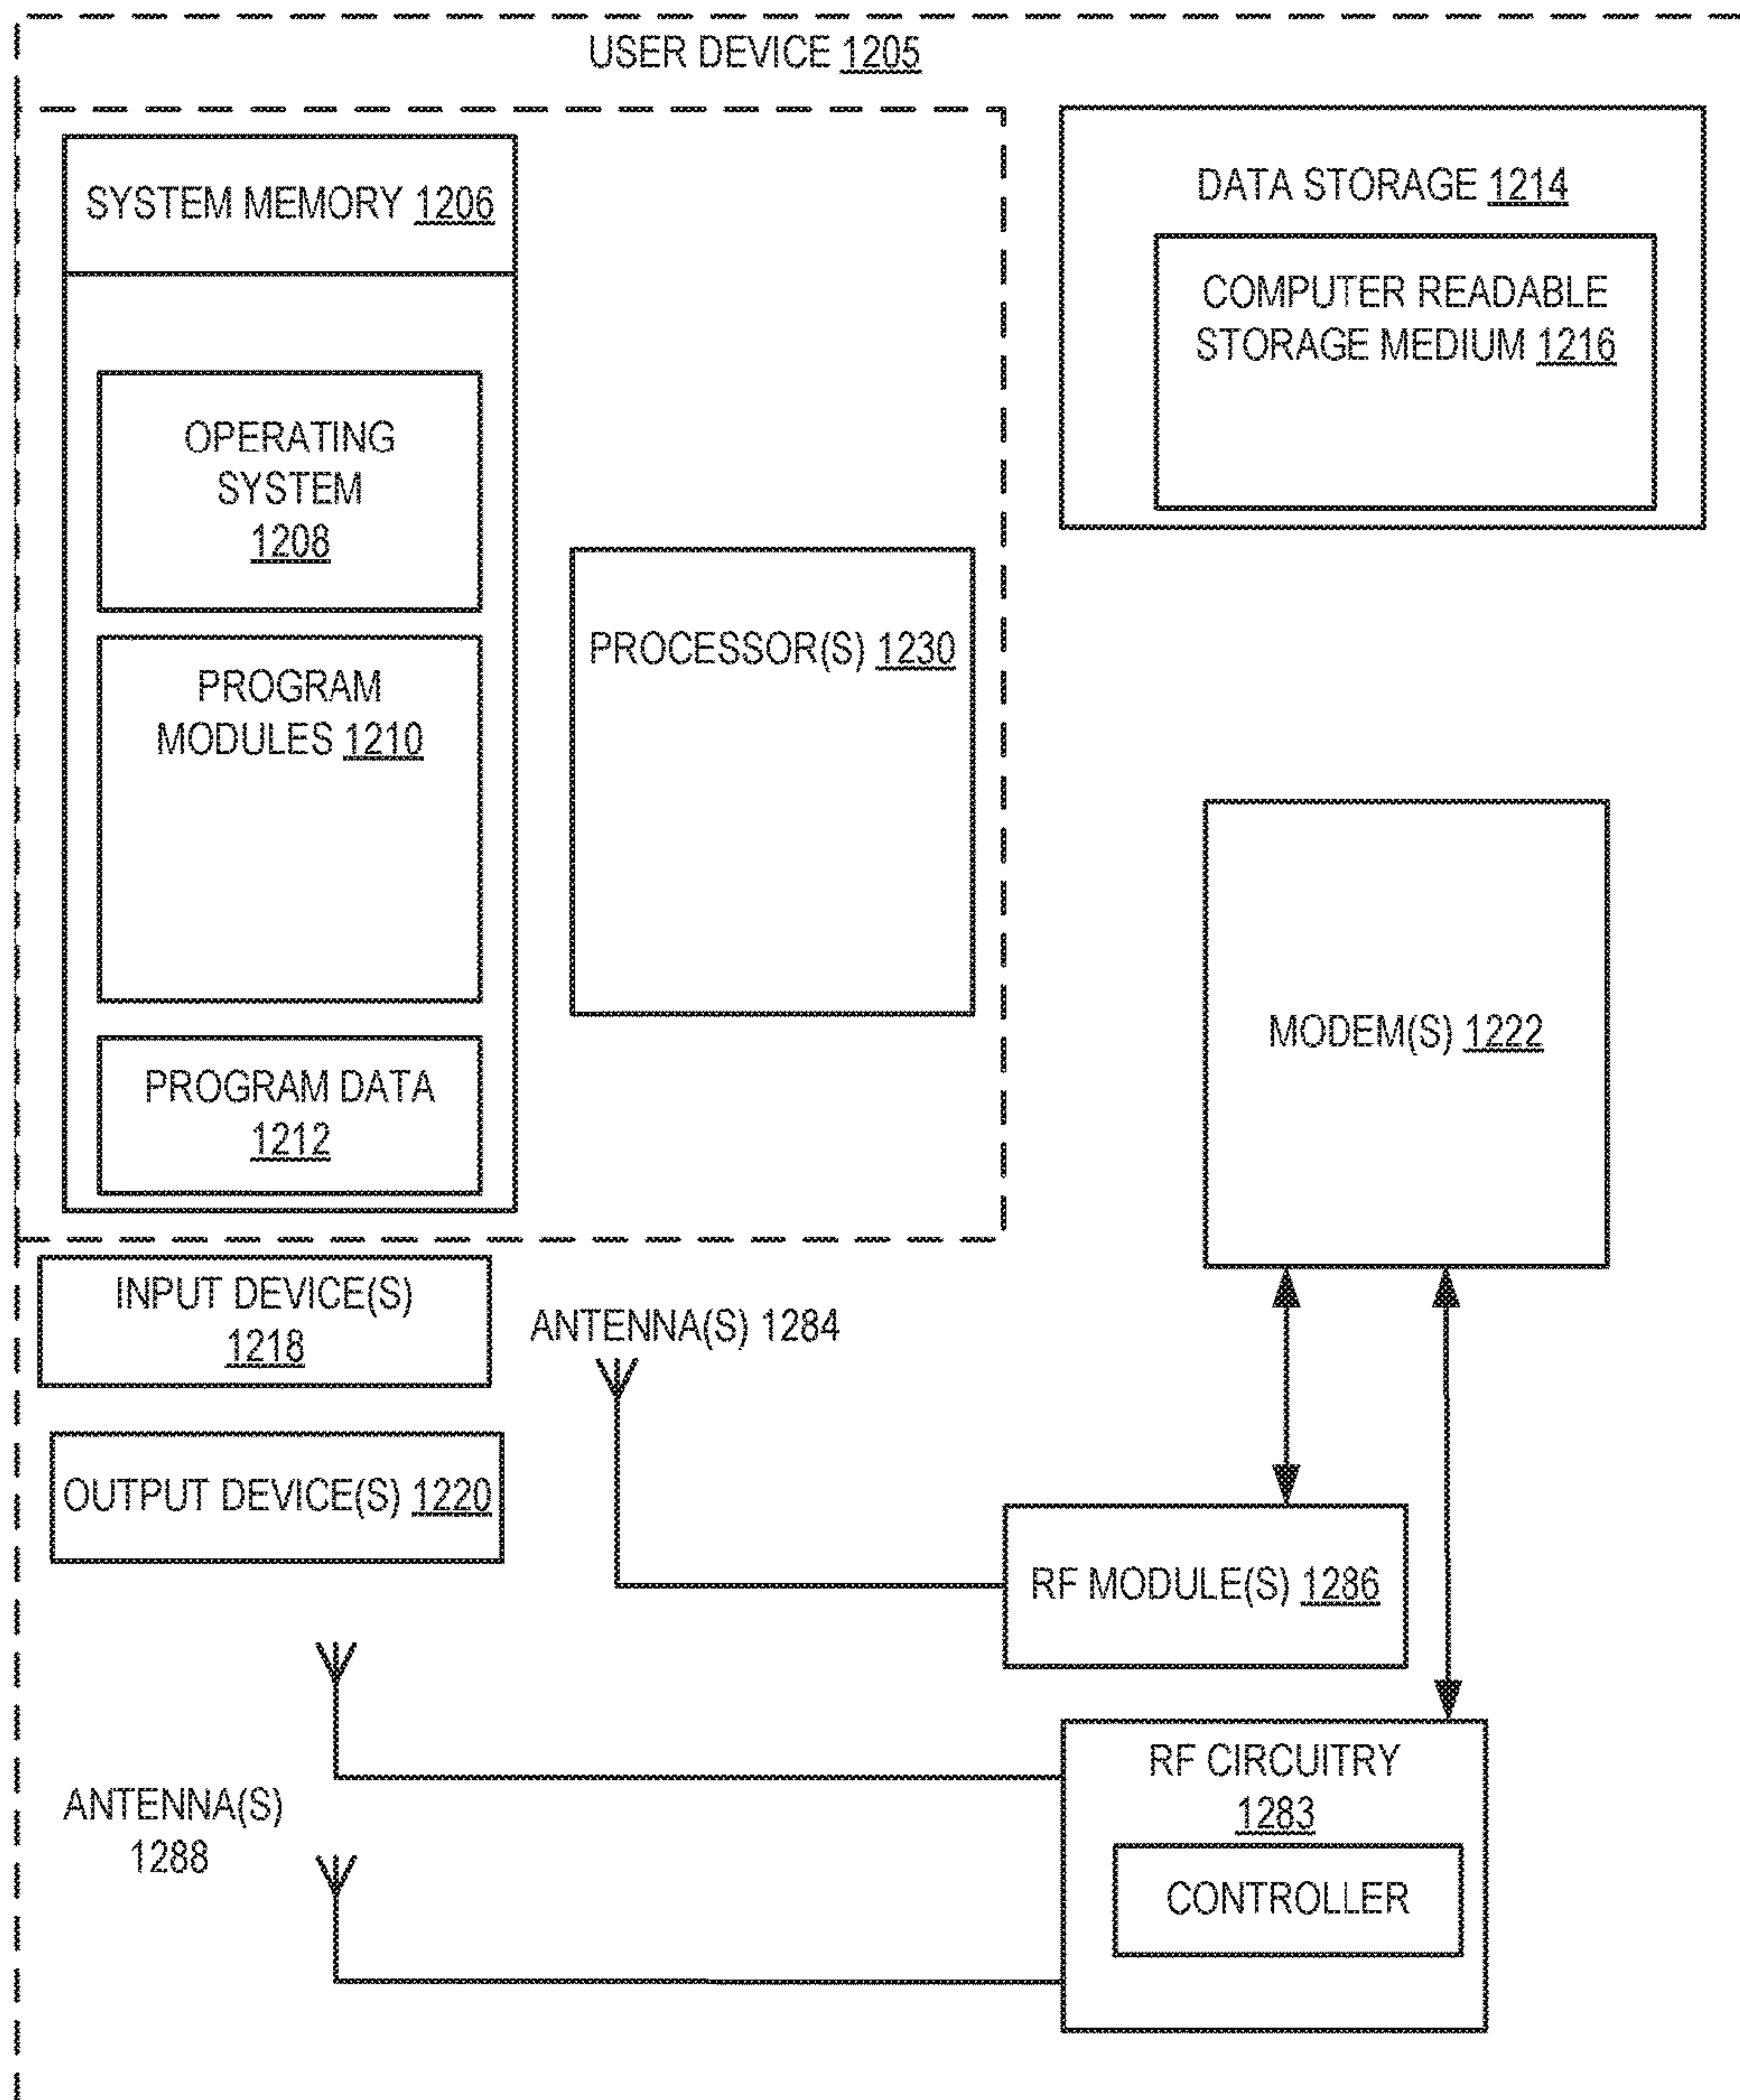 USER DEVICE 1205
SYSTEM MEMORY 1206
OPERATING
SYSTEM
1208
PROGRAM
MODULES 1210
PROGRAM DATA
1212
PROCESSOR(S) 1230
DATA STORAGE 1214
COMPUTER READABLE
STORAGE MEDIUM 1216
MODEM(S) 1222
INPUT DEVICE(S)
1218
ANTENNA(S) 1284
OUTPUT DEVICE(S) 1220
RF MODULE(S) 1286
ANTENNA(S)
1288
RF CIRCUITRY
1283
CONTROLLER